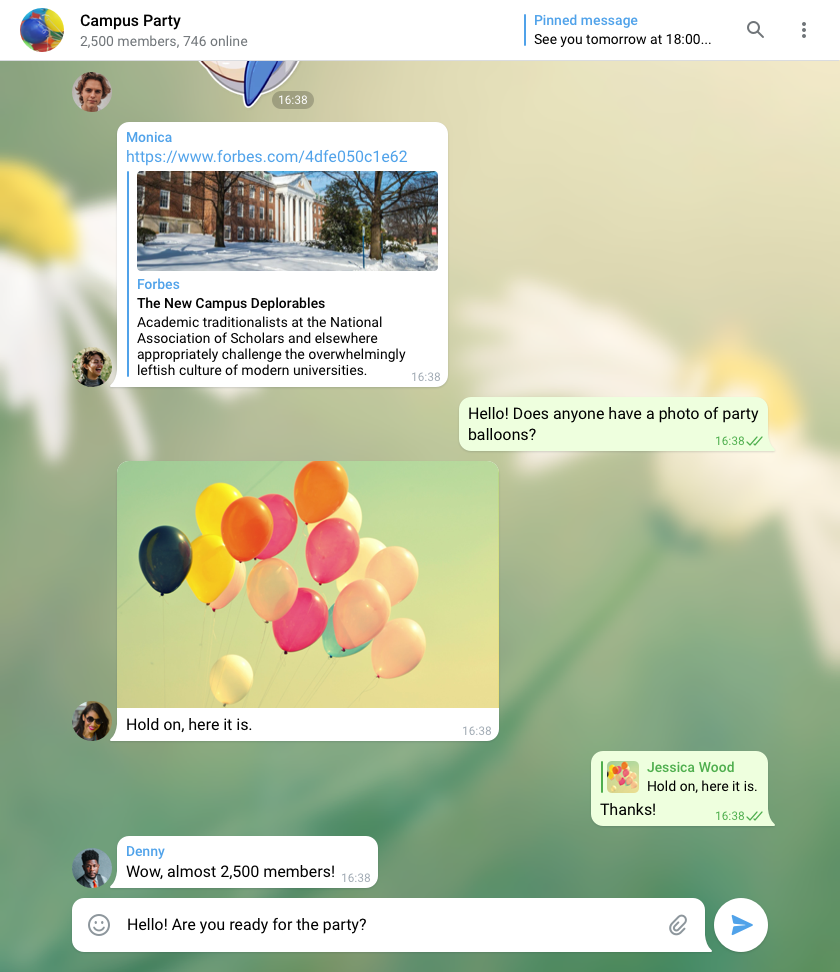 Campus Party
2,500 members, 746 online
Pinned message
See you tomorrow at 18:00...
16:38
Monica
https://www.forbes.com/4dfe050c1e62
Forbes
The New Campus Deplorables
Academic traditionalists at the National
Association of Scholars and elsewhere
appropriately challenge the overwhelmingly
leftish culture of modern universities.
16:38
Hello! Does anyone have a photo of party
balloons?
16:38
Hold on, here it is.
16:38
Jessica Wood
Hold on, here it is.
Thanks!
16:38
Denny
Wow, almost 2,500 members!
16:38
Hello! Are you ready for the party?